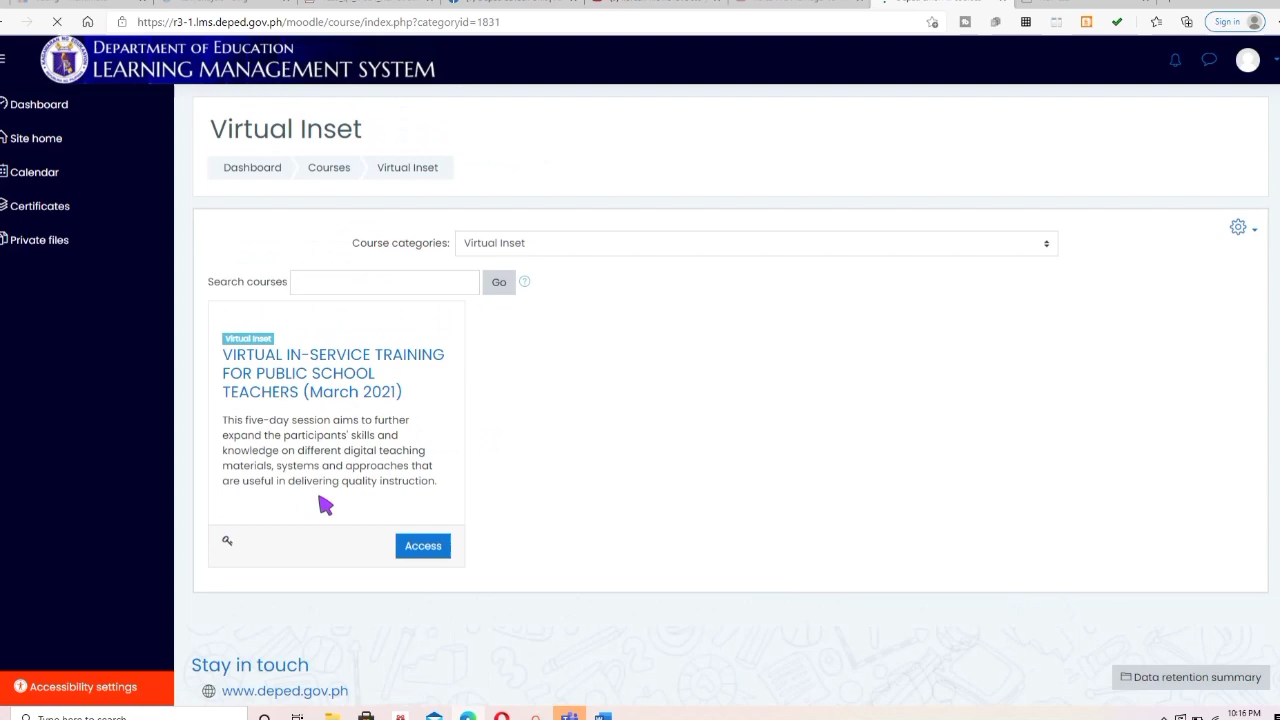 https://r3-1.lms.deped.gov.ph/moodle/course/index.php?categoryid=1831
Sign in
DEPARTMENT OF EDUCATION
LEARNING MANAGEMENT SYSTEM
Dashboard
Site home
Calendar
Certificates
Private files
Virtual Inset
Dashboard
Courses
Virtual Inset
Course categories:
Virtual Inset
Search courses
Go
Virtual Inset
VIRTUAL IN-SERVICE TRAINING
FOR PUBLIC SCHOOL
TEACHERS (March 2021)
This five-day session aims to further
expand the participants' skills and
knowledge on different digital teaching
materials, systems and approaches that
are useful in delivering quality instruction.
Access
Stay in touch
www.deped.gov.ph
Data retention summary
Accessibility settings
Type here to search
10:16 PM